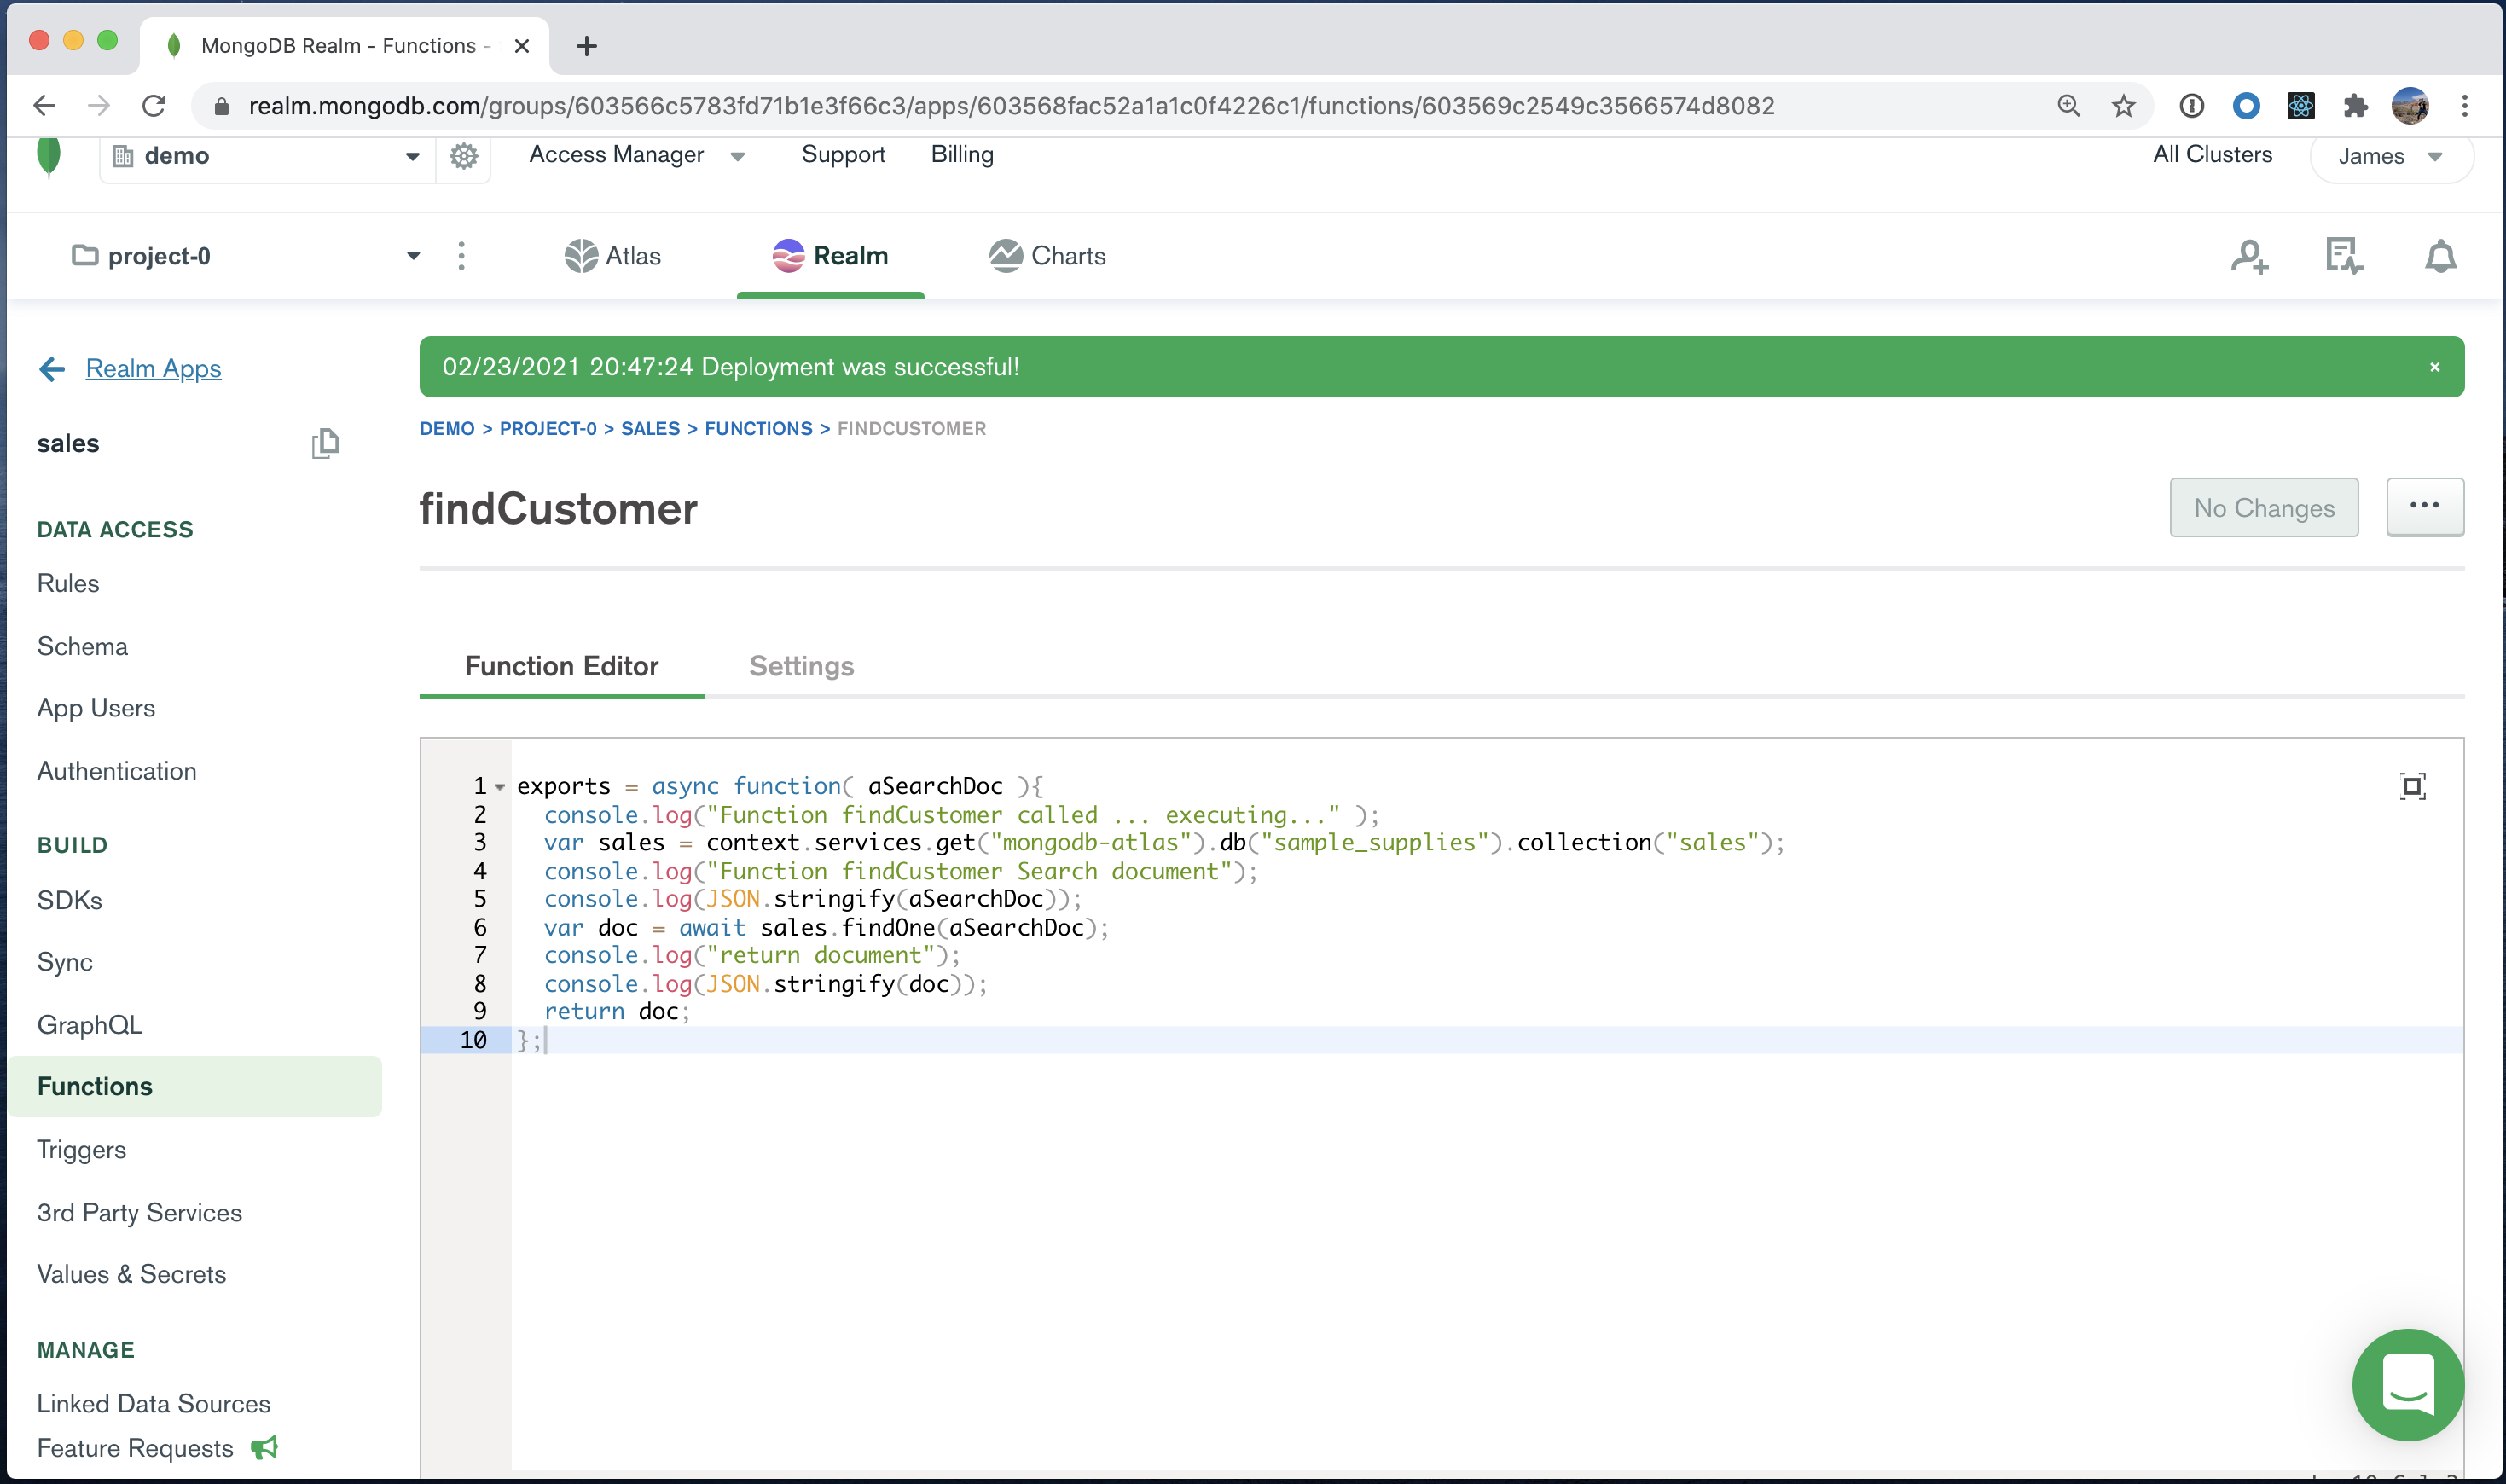 MongoDB Realm - Functions -
realm.mongodb.com/groups/603566c5783fd71b1e3f66c3/apps/603568fac52a1a1c0f4226c1/functions/603569c2549c3566574d8082
demo
Access Manager
Support
Billing
All Clusters
James
project-0
Atlas
Realm
Charts
Realm Apps
sales
DATA ACCESS
Rules
Schema
App Users
Authentication
BUILD
SDKs
Sync
GraphQL
Functions
Triggers
3rd Party Services
Values & Secrets
MANAGE
Linked Data Sources
Feature Requests
02/23/2021 20:47:24 Deployment was successful!
DEMO > PROJECT-0 > SALES > FUNCTIONS > FINDCUSTOMER
findCustomer
No Changes
...
Function Editor
Settings
1 exports = async function( aSearchDoc ){
2 console.log("Function findCustomer called ... executing..." );
3 var sales = context.services.get("mongodb-atlas").db("sample_supplies").collection("sales");
4 console.log("Function findCustomer Search document");
5 console.log(JSON.stringify(aSearchDoc));
6 var doc = await sales.findOne(aSearchDoc);
7 console.log("return document");
8 console.log(JSON.stringify(doc));
9 return doc;
10 };